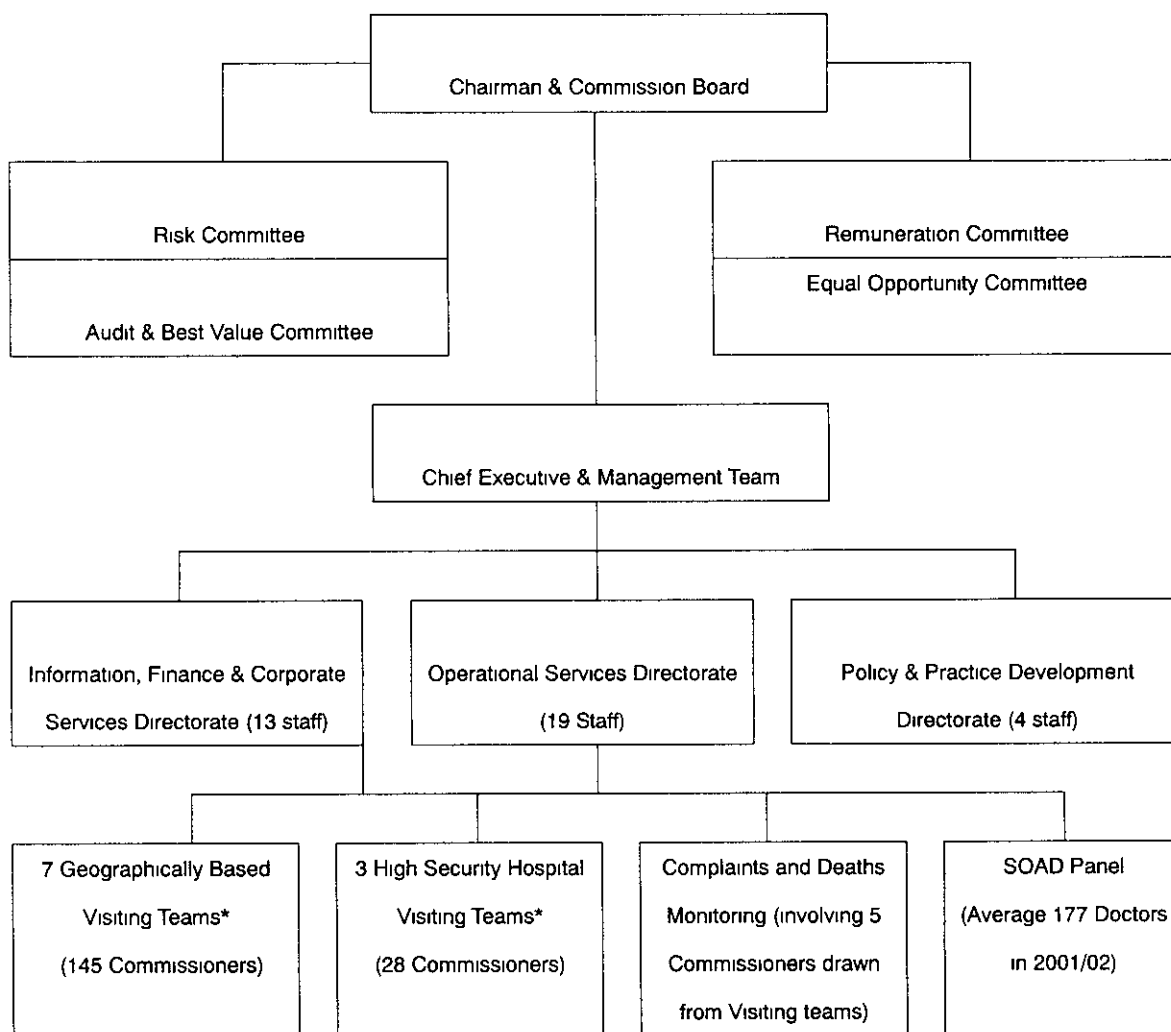 Chairman & Commission Board
Risk Committee
Audit & Best Value Committee
Remuneration Committee
Equal Opportunity Committee
Chief Executive & Management Team
Information, Finance & Corporate
Services Directorate (13 staff)
Operational Services Directorate
(19 Staff)
Policy & Practice Development
Directorate (4 staff)
7 Geographically Based
Visiting Teams*
(145 Commissioners)
3 High Security Hospital
Visiting Teams*
(28 Commissioners)
Complaints and Deaths
Monitoring (involving 5
Commissioners drawn
from Visiting teams)
SOAD Panel
(Average 177 Doctors
in 2001/02)